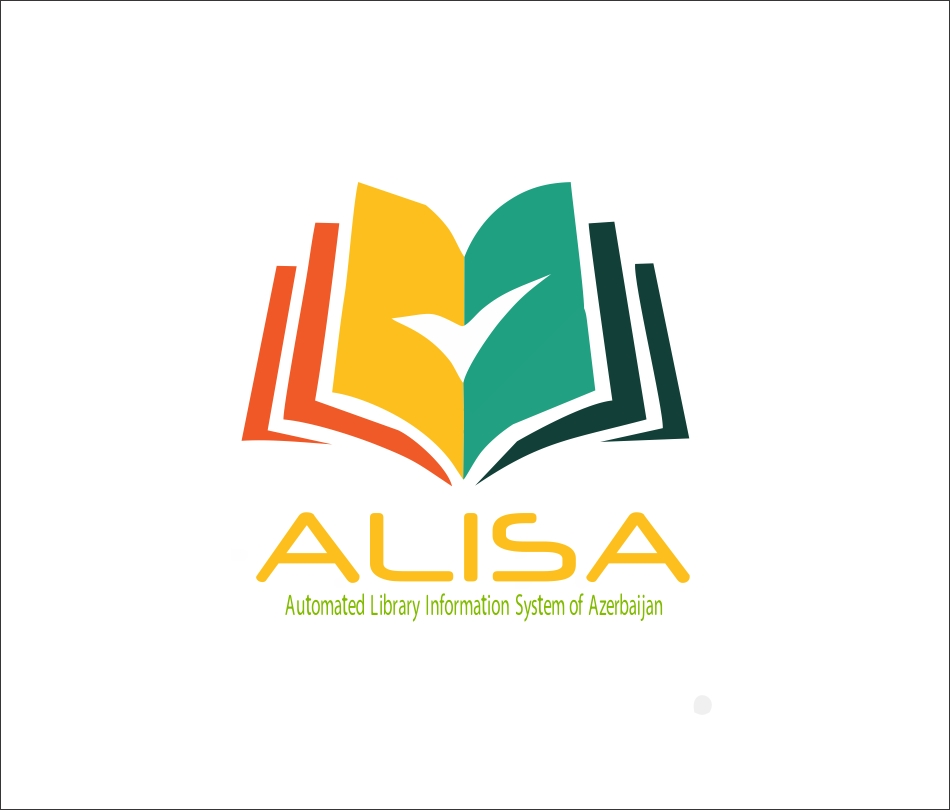 ALISA
Automated Library Information System of Azerbaijan